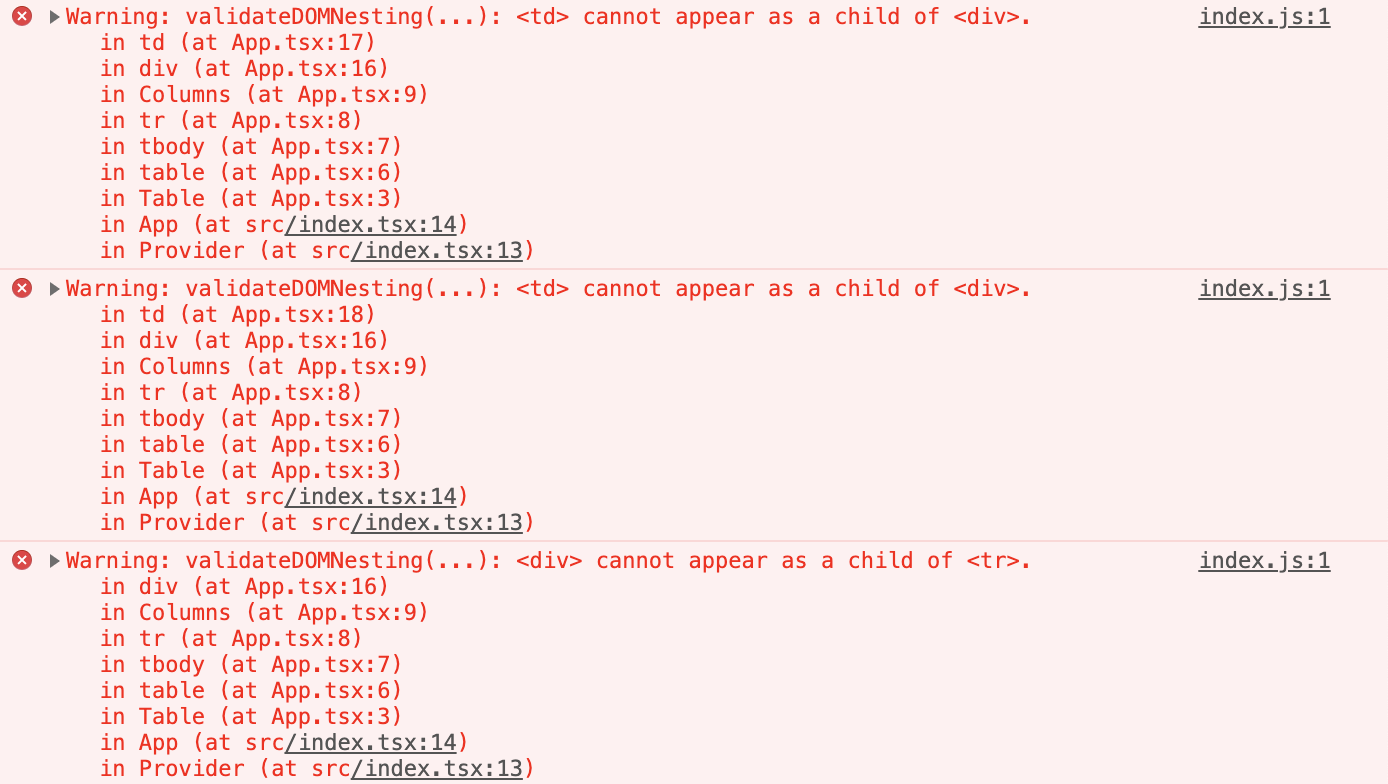 Warning: validateDOMNesting(...): <td> cannot appear as a child of <div>. index.js:1
in td (at App.tsx:17)
in div (at App.tsx:16)
in Columns (at App.tsx:9)
in tr (at App.tsx:8)
in tbody (at App.tsx:7)
in table (at App.tsx:6)
in Table (at App.tsx:3)
in App (at src/index.tsx:14)
in Provider (at src/index.tsx:13)
Warning: validateDOMNesting(...): <td> cannot appear as a child of <div>. index.js:1
in td (at App.tsx:18)
in div (at App.tsx:16)
in Columns (at App.tsx:9)
in tr (at App.tsx:8)
in tbody (at App.tsx:7)
in table (at App.tsx:6)
in Table (at App.tsx:3)
in App (at src/index.tsx:14)
in Provider (at src/index.tsx:13)
Warning: validateDOMNesting(...): <div> cannot appear as a child of <tr>. index.js:1
in div (at App.tsx:16)
in Columns (at App.tsx:9)
in tr (at App.tsx:8)
in tbody (at App.tsx:7)
in table (at App.tsx:6)
in Table (at App.tsx:3)
in App (at src/index.tsx:14)
in Provider (at src/index.tsx:13)